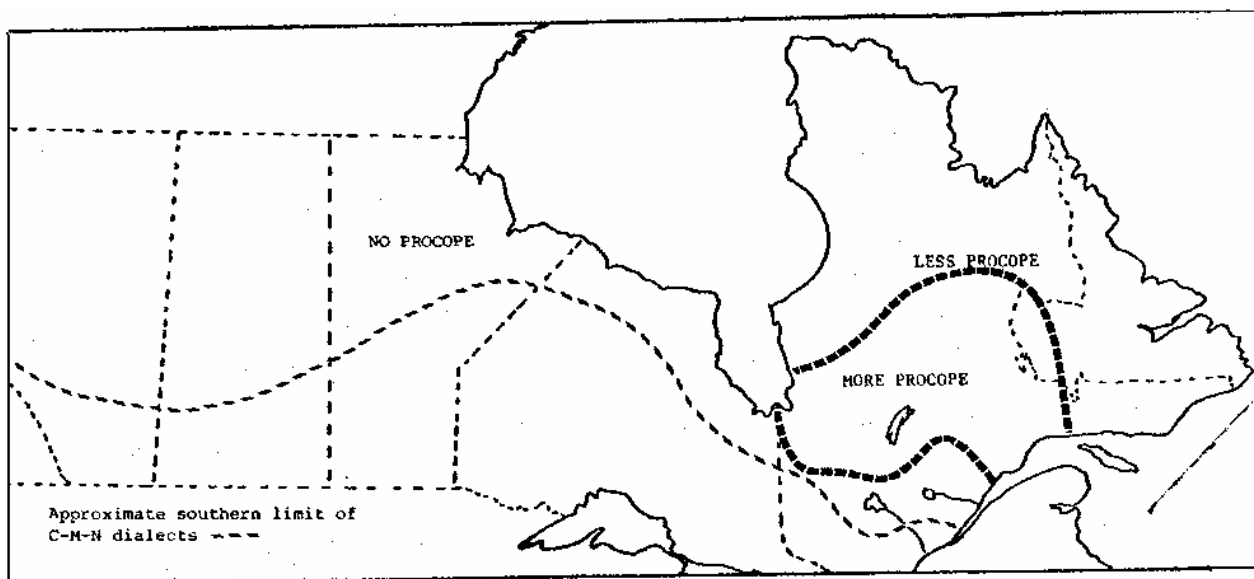 NO PROCOPE
LESS PROCOPE
MORE PROCOPE
Approximate southern limit of
C-M-N dialects ---